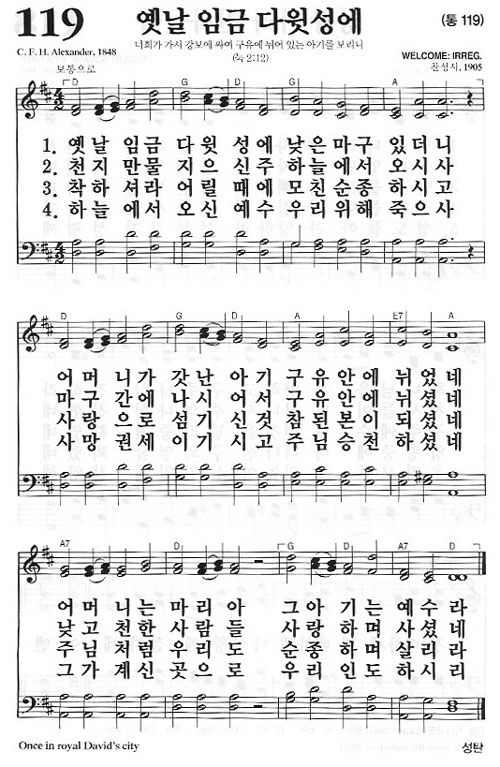 119 옛날 임금 다윗성에 (통 119)
너희가 가서 강보에 싸여 구유에 뉘어 있는 아기를 보리니
(눅 2:12)
C. F. H. Alexander, 1848
WELCOME: IRREG.
찬셩시, 1905
보통으로
D G D G D A
1. 옛날 임금 다윗 성에 낮은마구 있더니
2. 천지 만물 지으 신주 하늘에서 오시사
3. 착하 셔라 어릴 때에 모친순종 하시고
4. 하늘 에서 오신 예수 우리위해 죽으사
D G D A E7 A
어머니가 갓난 아기 구유안에 뉘었네
마구간에 나시어서 구유안에 뉘셨네
사랑으로 섬기시고 참된본이 되셨네
사망권세 이기시고 주님승천 하셨네
A7 D G D A7 D
어머니는 마리아 그아기는 예수라
낮고천한 사람들도 사랑하며 사셨네
주님처럼 우리들도 순종하며 살리라
그가계신 곳으로 우리인도 하시리
Once in royal David's city
성탄